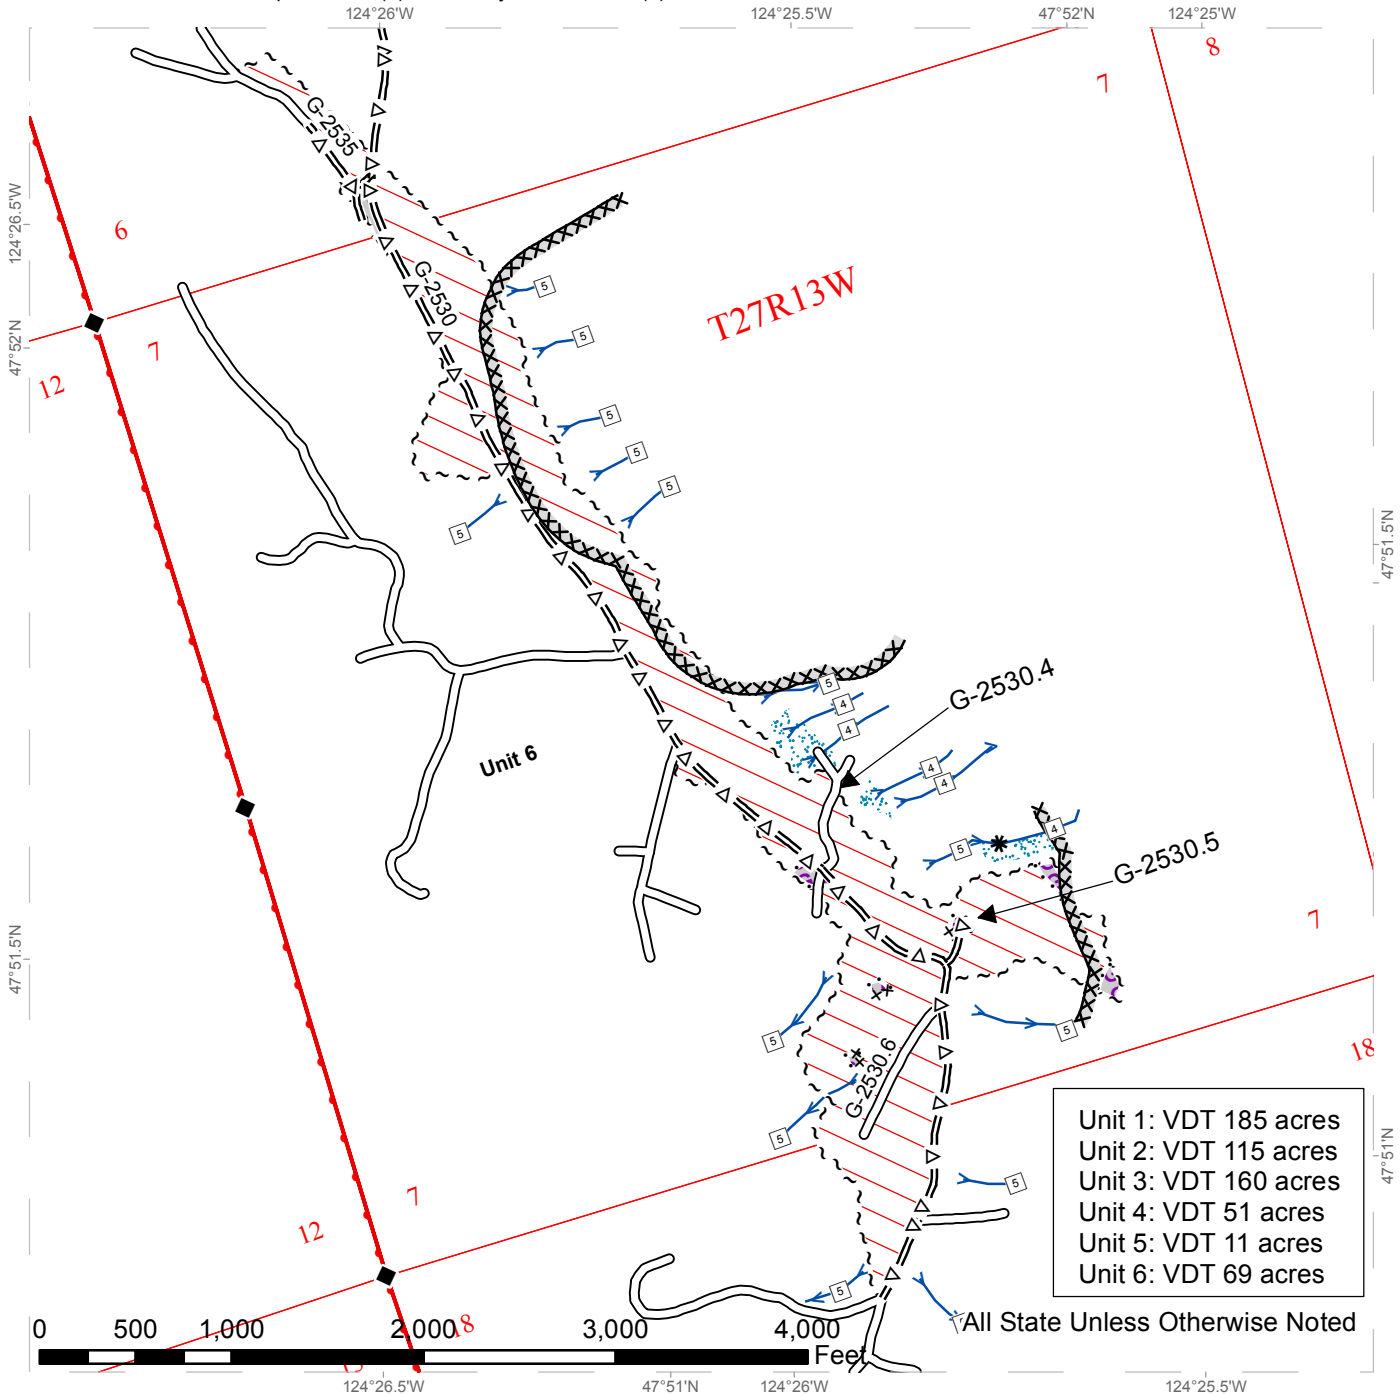 124°26'W
124°25.5'W
47°52'N
124°25'W
8
7
G-2535
124°26.5'W
6
G-2530
5
T27R13W
5
47°52'N
7
12
5
5
5
5
47°51.5'N
G-2530.4
5
4
4
Unit 6
4
4
4
5
G-2530.5
7
47°51.5'N
5
5
18
G-2530.6
5
Unit 1: VDT 185 acres
Unit 2: VDT 115 acres
Unit 3: VDT 160 acres
Unit 4: VDT 51 acres
Unit 5: VDT 11 acres
Unit 6: VDT 69 acres
47°51'N
5
7
12
5
All State Unless Otherwise Noted
18
0 500 1,000 2,000 3,000 4,000
Feet
124°26.5'W
47°51'N
124°26'W
124°25.5'W